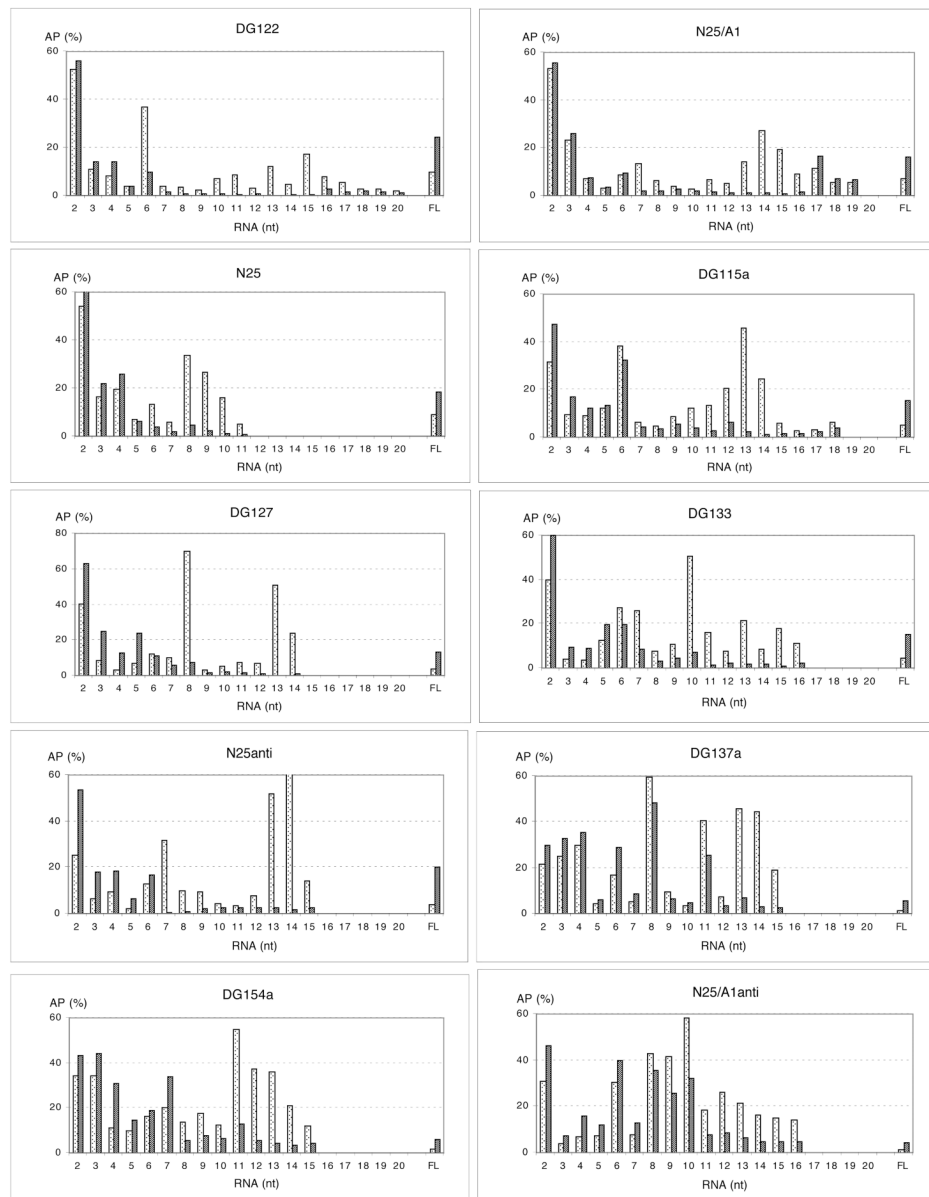 DG122
AP (%)
60
40
20
0
2 3 4 5 6 7 8 9 10 11 12 13 14 15 16 17 18 19 20 FL
RNA (nt)
N25/A1
AP (%)
60
40
20
0
2 3 4 5 6 7 8 9 10 11 12 13 14 15 16 17 18 19 20 FL
RNA (nt)
N25
AP (%)
60
40
20
0
2 3 4 5 6 7 8 9 10 11 12 13 14 15 16 17 18 19 20 FL
RNA (nt)
DG115a
AP (%)
60
40
20
0
2 3 4 5 6 7 8 9 10 11 12 13 14 15 16 17 18 19 20 FL
RNA (nt)
DG127
AP (%)
80
60
40
20
0
2 3 4 5 6 7 8 9 10 11 12 13 14 15 16 17 18 19 20 FL
RNA (nt)
DG133
AP (%)
60
40
20
0
2 3 4 5 6 7 8 9 10 11 12 13 14 15 16 17 18 19 20 FL
RNA (nt)
N25anti
AP (%)
60
40
20
0
2 3 4 5 6 7 8 9 10 11 12 13 14 15 16 17 18 19 20 FL
RNA (nt)
DG137a
AP (%)
60
40
20
0
2 3 4 5 6 7 8 9 10 11 12 13 14 15 16 17 18 19 20 FL
RNA (nt)
DG154a
AP (%)
60
40
20
0
2 3 4 5 6 7 8 9 10 11 12 13 14 15 16 17 18 19 20 FL
RNA (nt)
N25/A1anti
AP (%)
60
40
20
0
2 3 4 5 6 7 8 9 10 11 12 13 14 15 16 17 18 19 20 FL
RNA (nt)